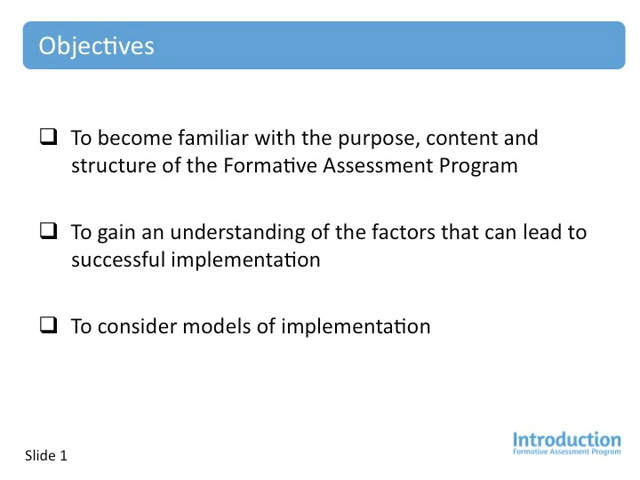 Objectives
❑ To become familiar with the purpose, content and
structure of the Formative Assessment Program
❑ To gain an understanding of the factors that can lead to
successful implementation
❑ To consider models of implementation
Introduction
Formative Assessment Program
Slide 1